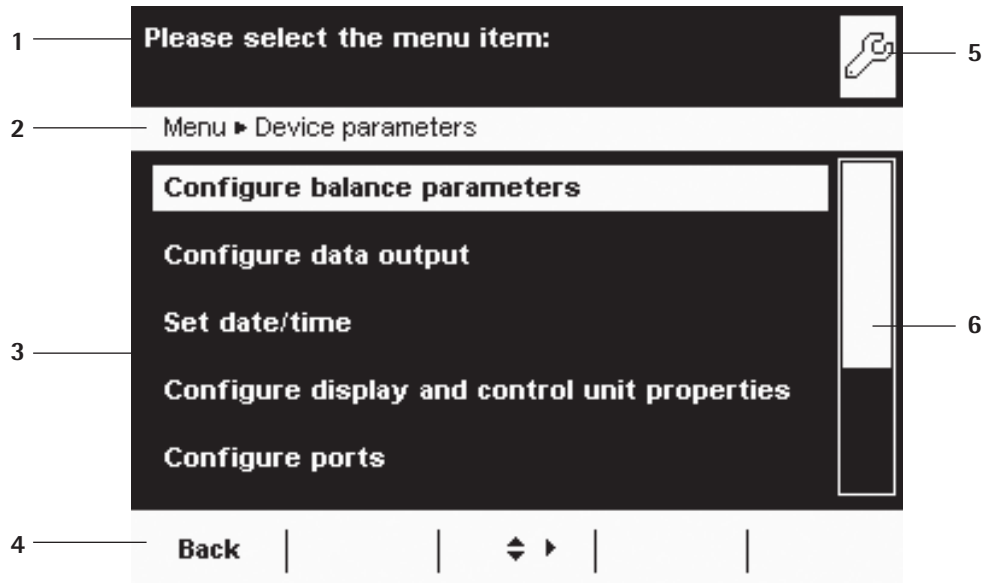 1 Please select the menu item: 5
2 Menu ▸ Device parameters
Configure balance parameters
Configure data output
Set date/time 6
3
Configure display and control unit properties
Configure ports
4 Back